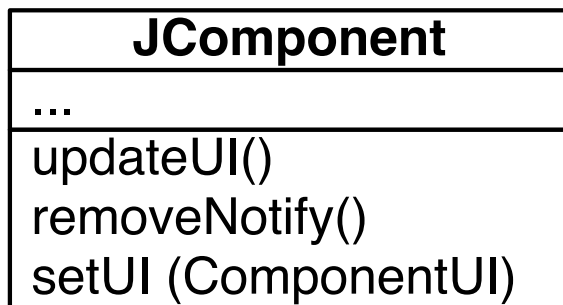 JComponent
...
updateUI()
removeNotify()
setUI (ComponentUI)